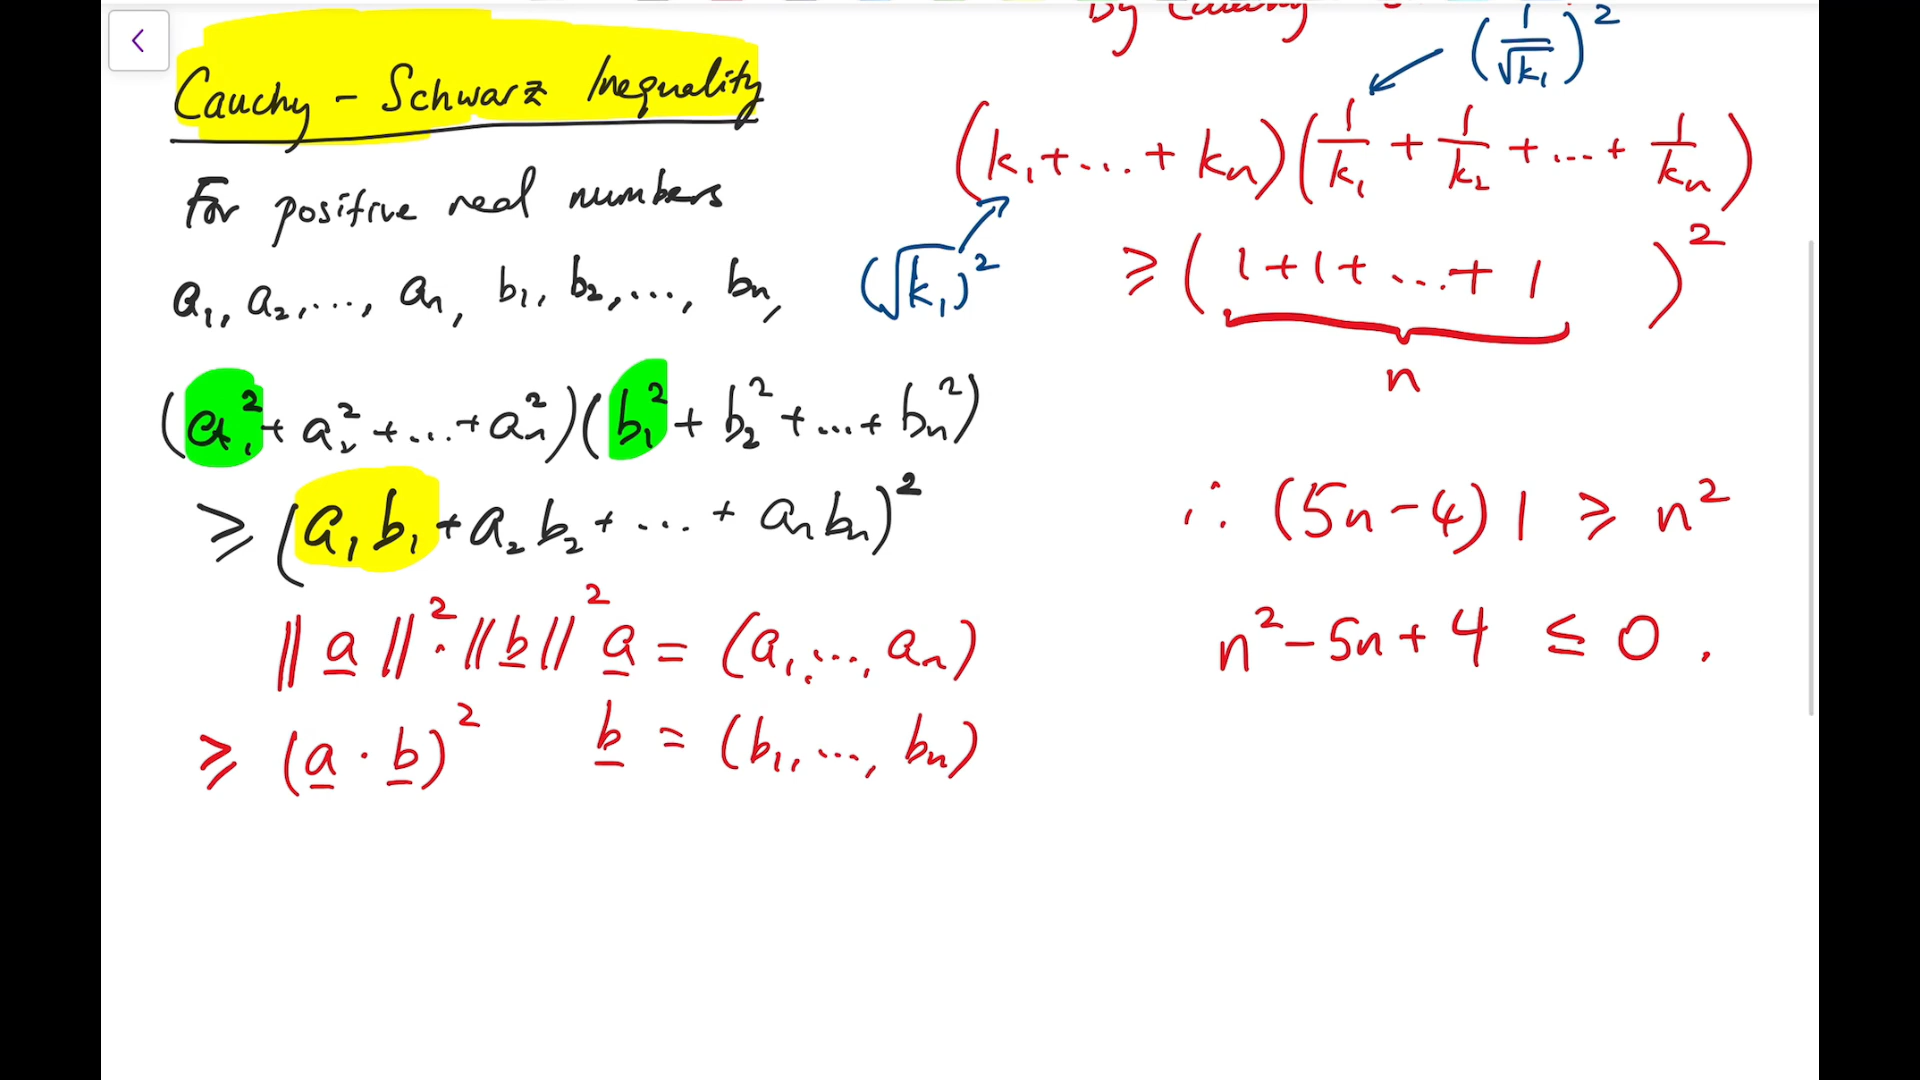 Cauchy - Schwarz Inequality
For positive real numbers
a₁, a₂, ..., aₙ, b₁, b₂, ..., bₙ,
(a₁² + a₂² + ... + aₙ²)(b₁² + b₂² + ... + bₙ²)
≥ (a₁b₁ + a₂b₂ + ... + aₙbₙ)²
||a||² · ||b||² a = (a₁, ..., aₙ)
≥ (a · b)² b = (b₁, ..., bₙ)
By Cauchy
(1/√k₁)²
(k₁ + ... + kₙ)(1/k₁ + 1/k₂ + ... + 1/kₙ)
(√k₁)²
≥ (1 + 1 + ... + 1)²
n
∴ (5n - 4) 1 ≥ n²
n² - 5n + 4 ≤ 0 .